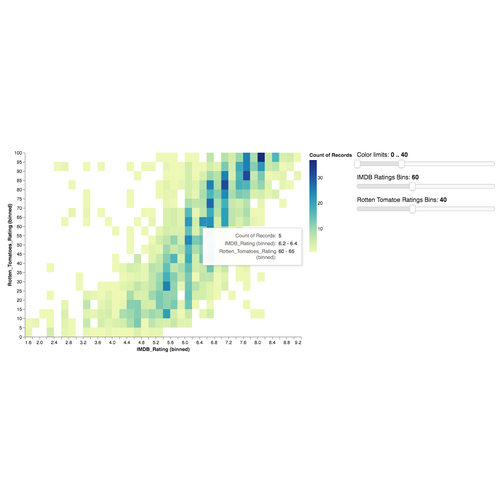 Count of Records
30
20
10
Color limits: 0 .. 40
IMDB Ratings Bins: 60
Rotten Tomatoe Ratings Bins: 40
Rotten_Tomatoes_Rating (binned)
100
95
90
85
80
75
70
65
60
55
50
45
40
35
30
25
20
15
10
5
0
Count of Records: 5
IMDB_Rating (binned): 6.2 - 6.4
Rotten_Tomatoes_Rating 60 - 65
(binned):
1.6 2.0 2.4 2.8 3.2 3.6 4.0 4.4 4.8 5.2 5.6 6.0 6.4 6.8 7.2 7.6 8.0 8.4 8.8 9.2
IMDB_Rating (binned)